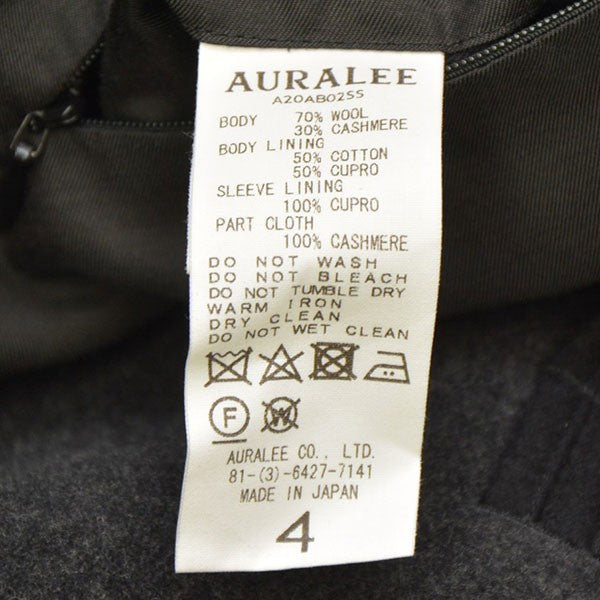 AURALEE
A20AB02SS
BODY 70% WOOL
30% CASHMERE
BODY LINING
50% COTTON
50% CUPRO
SLEEVE LINING
100% CUPRO
PART CLOTH
100% CASHMERE
DO NOT WASH
DO NOT BLEACH
DO NOT TUMBLE DRY
WARM IRON
DRY CLEAN
DO NOT WET CLEAN
F W
AURALEE CO., LTD.
81-(3)-6427-7141
MADE IN JAPAN
4